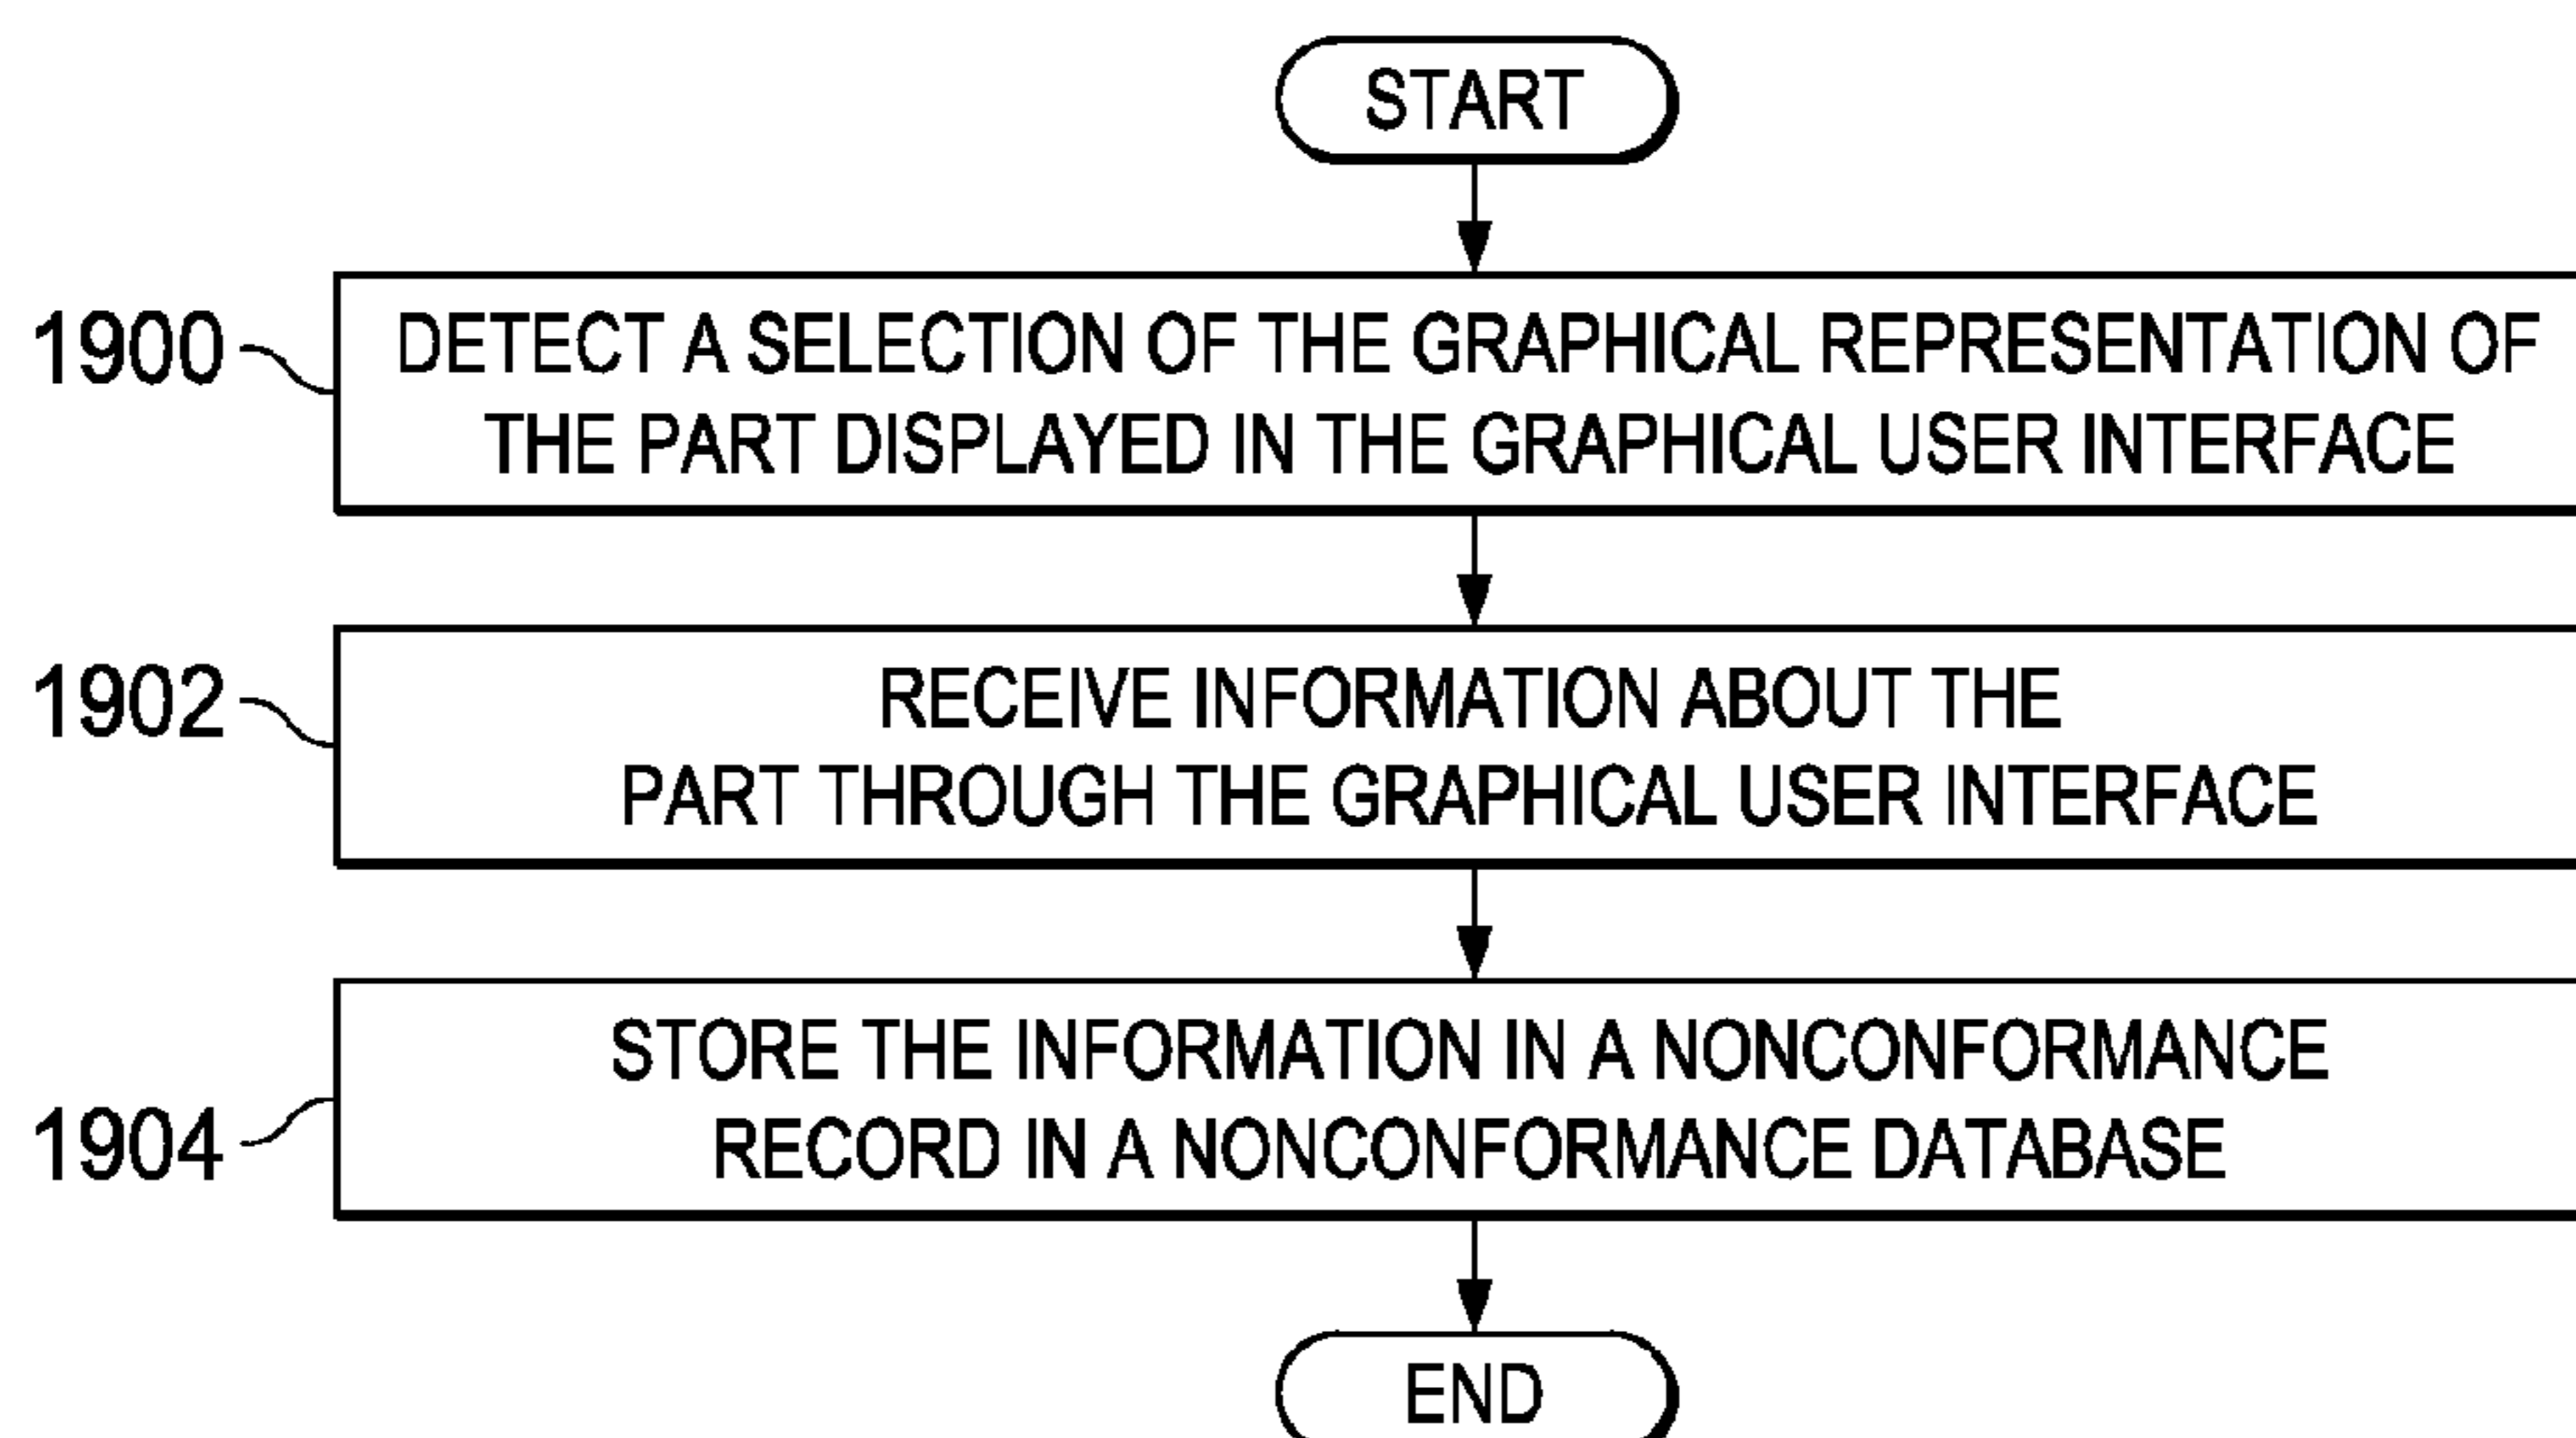 START
1900
DETECT A SELECTION OF THE GRAPHICAL REPRESENTATION OF
THE PART DISPLAYED IN THE GRAPHICAL USER INTERFACE
1902
RECEIVE INFORMATION ABOUT THE
PART THROUGH THE GRAPHICAL USER INTERFACE
1904
STORE THE INFORMATION IN A NONCONFORMANCE
RECORD IN A NONCONFORMANCE DATABASE
END